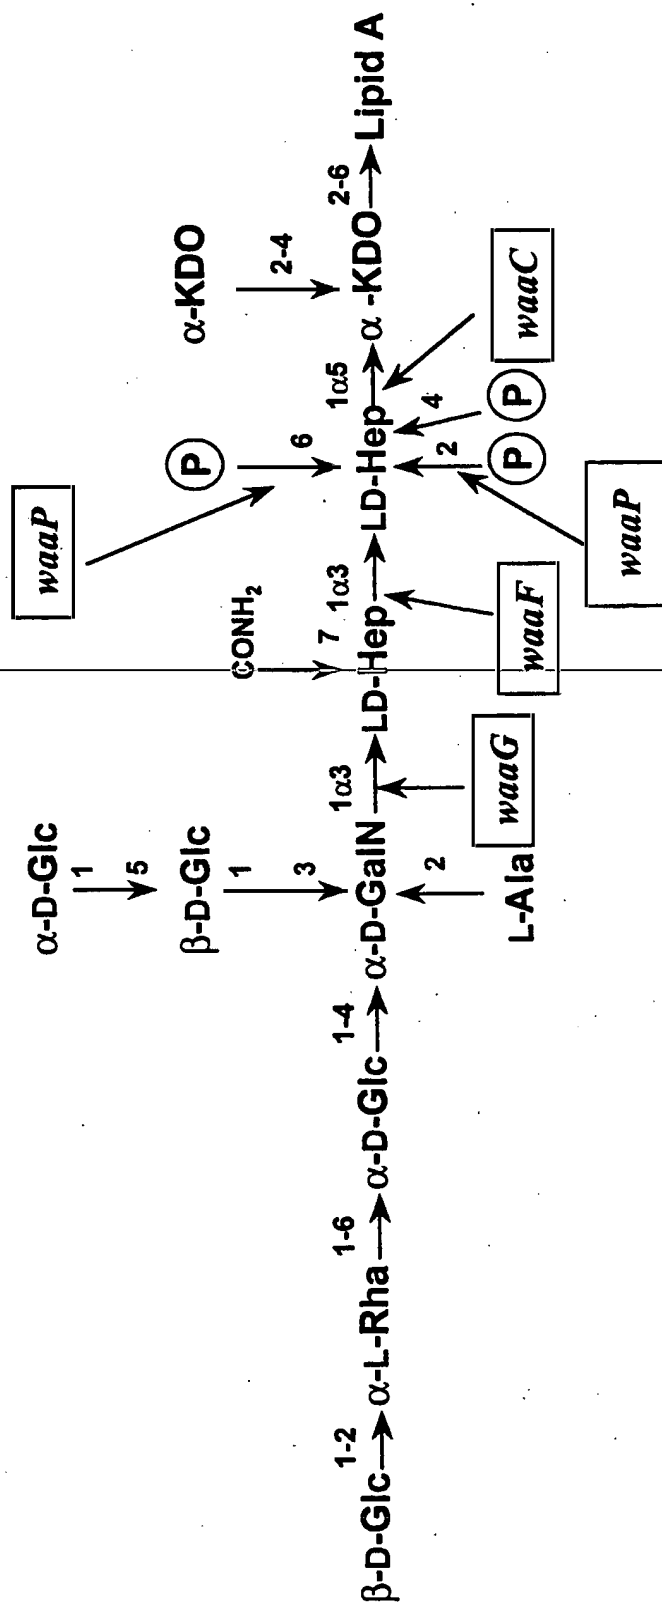 waaP
α-D-Glc
1
5
β-D-Glc
1
3
CONH₂
7
P
6
α-KDO
2-4
β-D-Glc 1-2 α-L-Rha 1-6 α-D-Glc 1-4 α-D-GalN 1α3 LD-Hep 1α3 LD-Hep 1α5 α-KDO 2-6 Lipid A
2
L-Ala
waaG
waaF
2
P
4
P
waaC
waaP